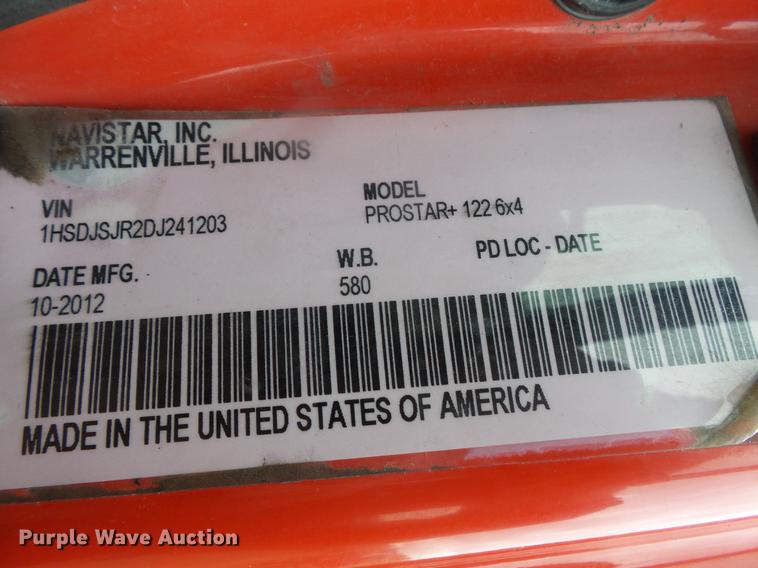 NAVISTAR, INC.
WARRENVILLE, ILLINOIS
VIN
1HSDJSJR2DJ241203
MODEL
PROSTAR+ 122 6x4
DATE MFG.
10-2012
W.B.
580
PD LOC - DATE
MADE IN THE UNITED STATES OF AMERICA
Purple Wave Auction®